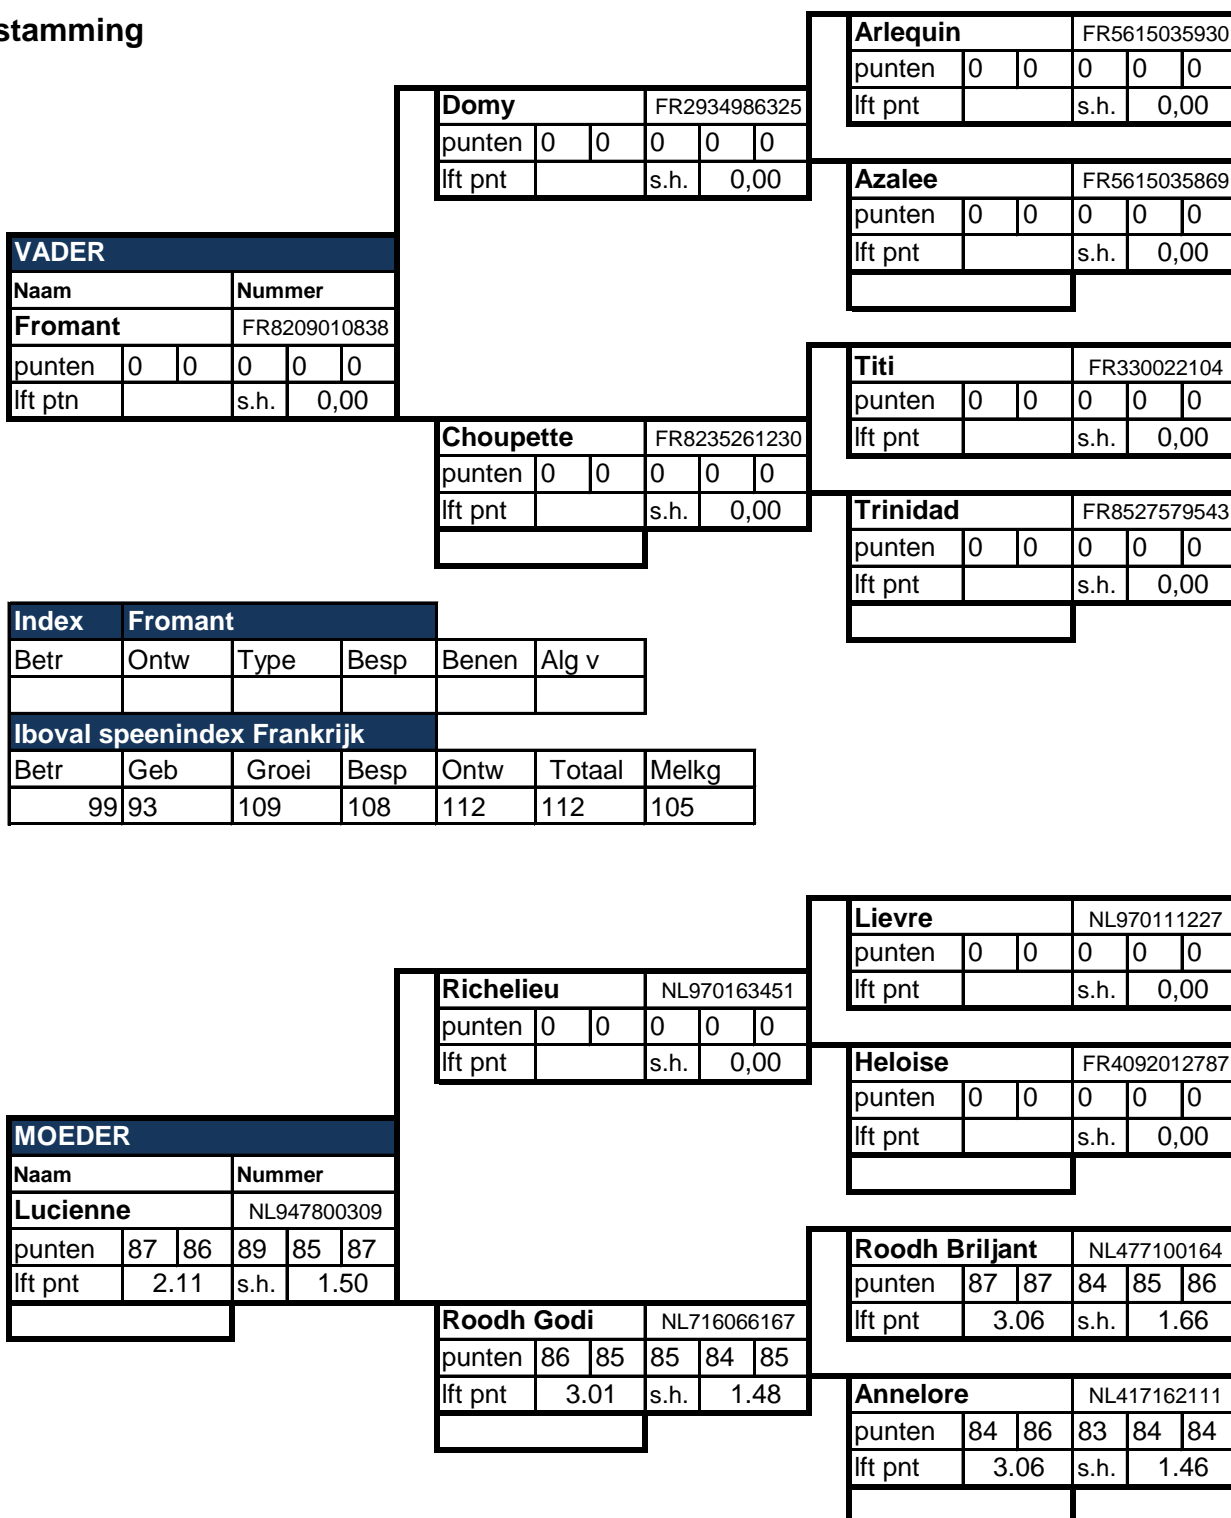 stamming
Arlequin FR5615035930
punten 0 0 0 0 0
lft pnt s.h. 0,00
Domy FR2934986325
punten 0 0 0 0 0
lft pnt s.h. 0,00
Azalee FR5615035869
punten 0 0 0 0 0
lft pnt s.h. 0,00
VADER
Naam Nummer
Fromant FR8209010838
punten 0 0 0 0 0
lft ptn s.h. 0,00
Titi FR330022104
punten 0 0 0 0 0
lft pnt s.h. 0,00
Choupette FR8235261230
punten 0 0 0 0 0
lft pnt s.h. 0,00
Trinidad FR8527579543
punten 0 0 0 0 0
lft pnt s.h. 0,00
Index Fromant
Betr Ontw Type Besp Benen Alg v
Iboval speenindex Frankrijk
Betr Geb Groei Besp Ontw Totaal Melkg
99 93 109 108 112 112 105
Lievre NL970111227
punten 0 0 0 0 0
lft pnt s.h. 0,00
Richelieu NL970163451
punten 0 0 0 0 0
lft pnt s.h. 0,00
Heloise FR4092012787
punten 0 0 0 0 0
lft pnt s.h. 0,00
MOEDER
Naam Nummer
Lucienne NL947800309
punten 87 86 89 85 87
lft pnt 2.11 s.h. 1.50
Roodh Briljant NL477100164
punten 87 87 84 85 86
lft pnt 3.06 s.h. 1.66
Roodh Godi NL716066167
punten 86 85 85 84 85
lft pnt 3.01 s.h. 1.48
Annelore NL417162111
punten 84 86 83 84 84
lft pnt 3.06 s.h. 1.46